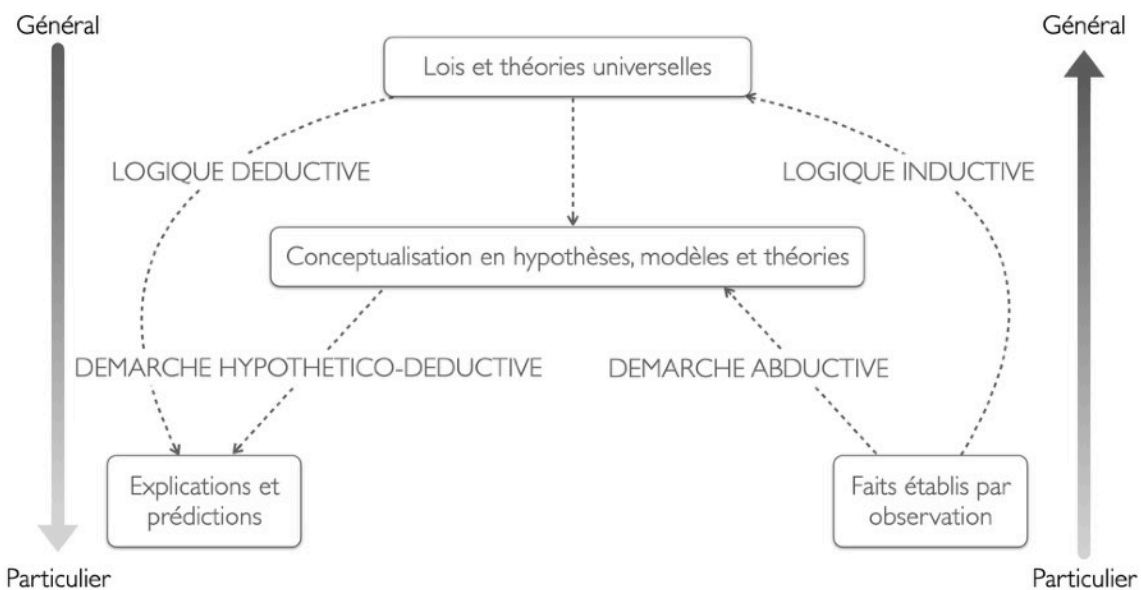 Général
Général
Lois et théories universelles
LOGIQUE DEDUCTIVE
LOGIQUE INDUCTIVE
Conceptualisation en hypothèses, modèles et théories
DEMARCHE HYPOTHETICO-DEDUCTIVE
DEMARCHE ABDUCTIVE
Explications et
prédictions
Faits établis par
observation
Particulier
Particulier